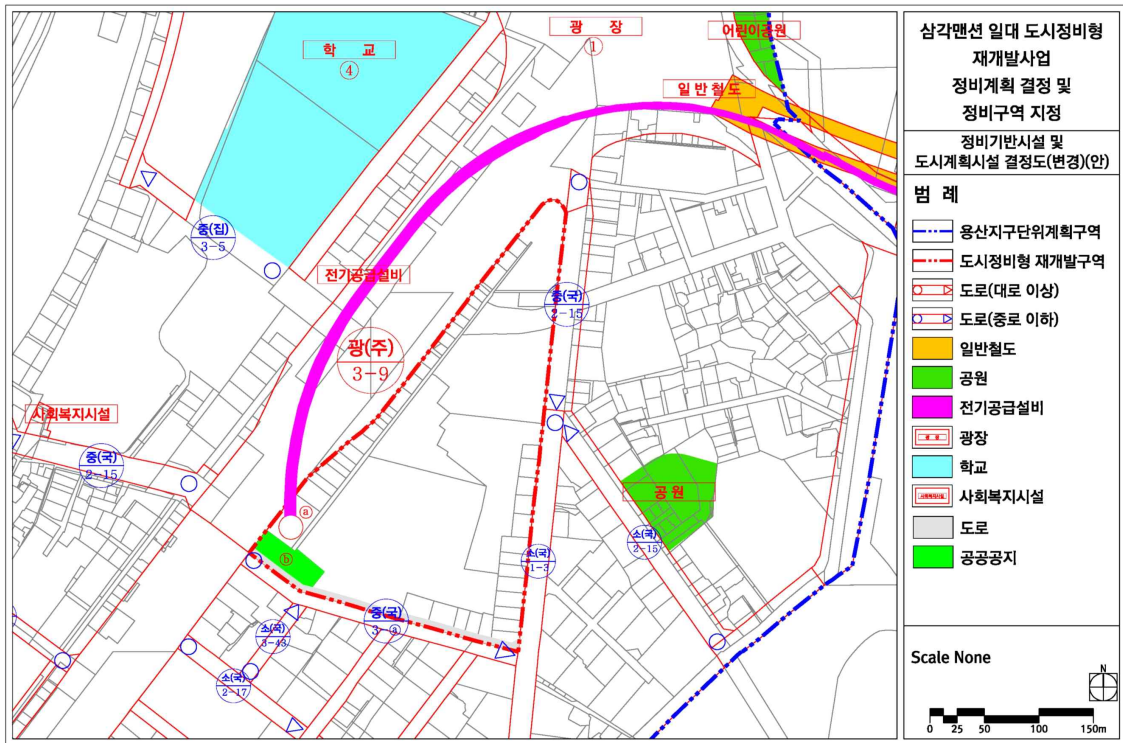 학 교
④
광 장
①
어린이공원
일반철도
중(집)
3-5
전기공급설비
광(주)
3-9
중(국)
2-15
사회복지시설
중(국)
2-15
공 원
소(국)
2-15
소(국)
1-3
ⓐ
ⓑ
중(국)
3-ⓐ
소(국)
3-43
소(국)
2-17
삼각맨션 일대 도시정비형
재개발사업
정비계획 결정 및
정비구역 지정
정비기반시설 및
도시계획시설 결정도(변경)(안)
범 례
용산지구단위계획구역
도시정비형 재개발구역
도로(대로 이상)
도로(중로 이하)
일반철도
공원
전기공급설비
광장
학교
사회복지시설
사회복지시설
도로
공공공지
Scale None
N
0 25 50 100 150m